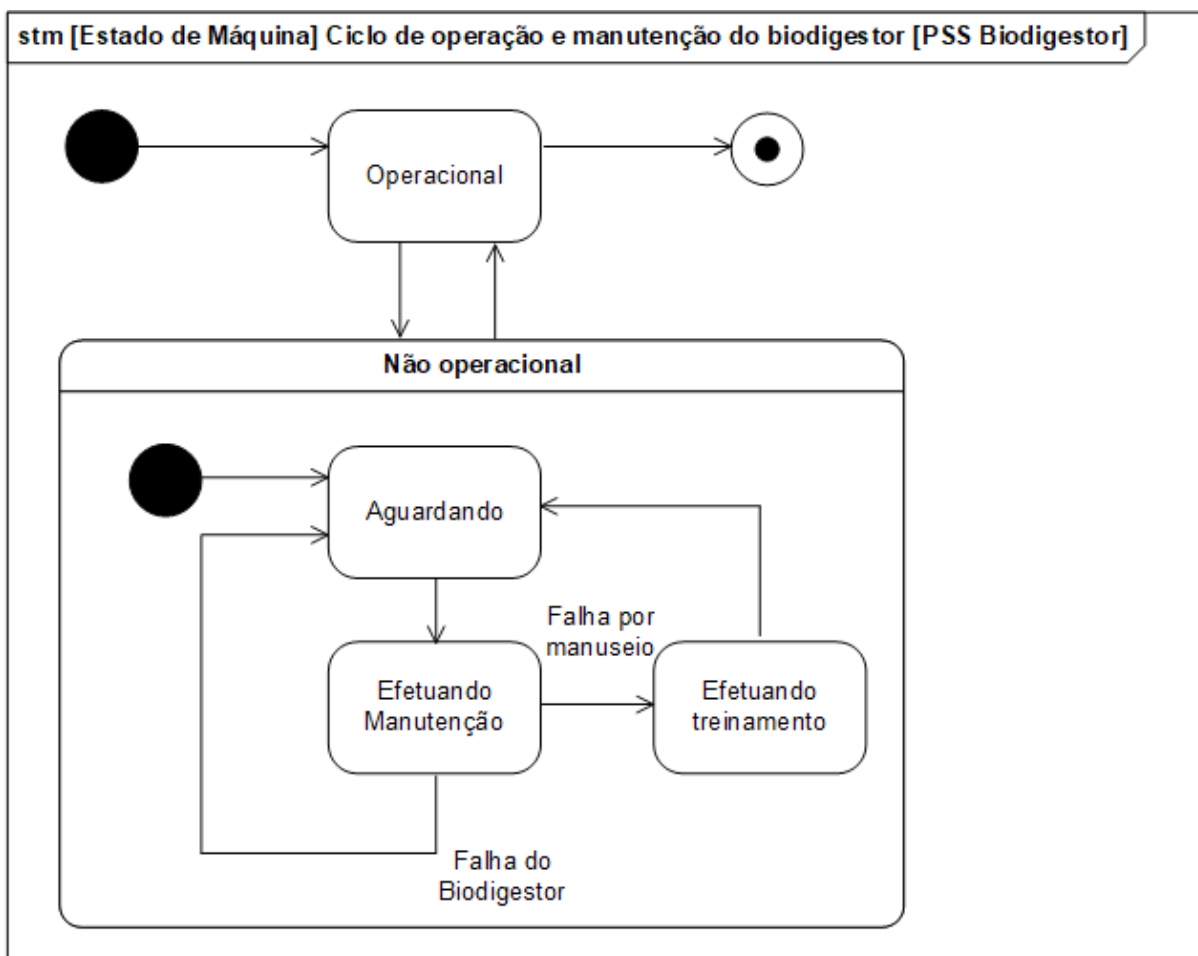 stm [Estado de Máquina] Ciclo de operação e manutenção do biodigestor [PSS Biodigestor]
Operacional
Não operacional
Aguardando
Falha por
manuseio
Efetuando
Manutenção
Efetuando
treinamento
Falha do
Biodigestor